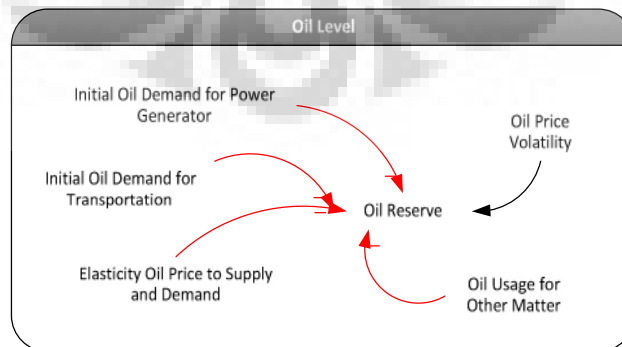 Oil Level
Initial Oil Demand for Power
Generator
Oil Price
Volatility
Initial Oil Demand for
Transportation
Oil Reserve
Elasticity Oil Price to Supply
and Demand
Oil Usage for
Other Matter